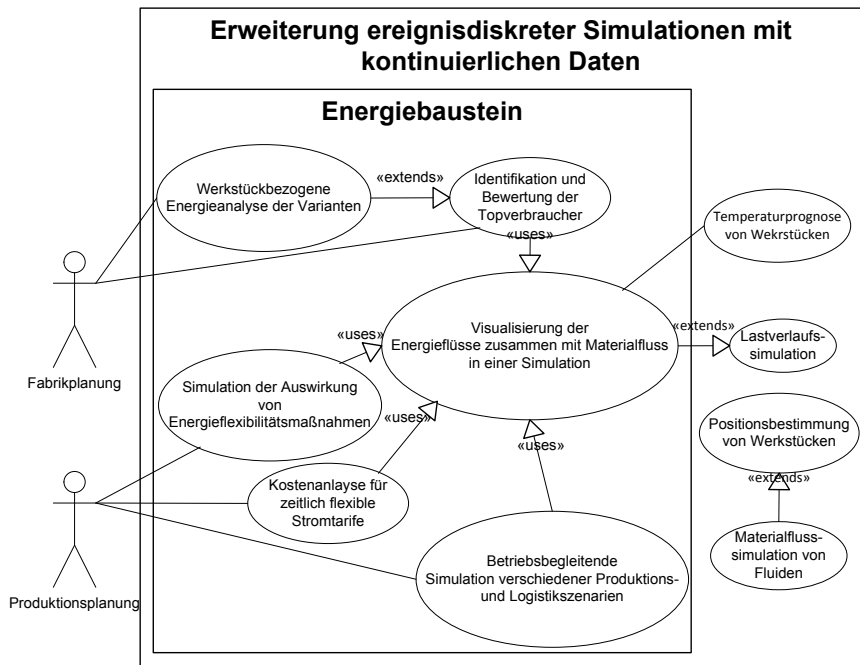 Erweiterung ereignisdiskreter Simulationen mit
kontinuierlichen Daten
Energiebaustein
Werkstückbezogene
Energieanalyse der Varianten
«extends»
Identifikation und
Bewertung der
Topverbraucher
«uses»
Temperaturprognose
von Wekrstücken
Fabrikplanung
Visualisierung der
Energieflüsse zusammen mit Materialfluss
in einer Simulation
«uses»
«extends»
Lastverlaufs-
simulation
Simulation der Auswirkung
von
Energieflexibilitätsmaßnahmen
«uses»
Positionsbestimmung
von Werkstücken
«uses»
«extends»
Kostenanlayse für
zeitlich flexible
Stromtarife
Materialfluss-
simulation von
Fluiden
Betriebsbegleitende
Simulation verschiedener Produktions-
und Logistikszenarien
Produktionsplanung